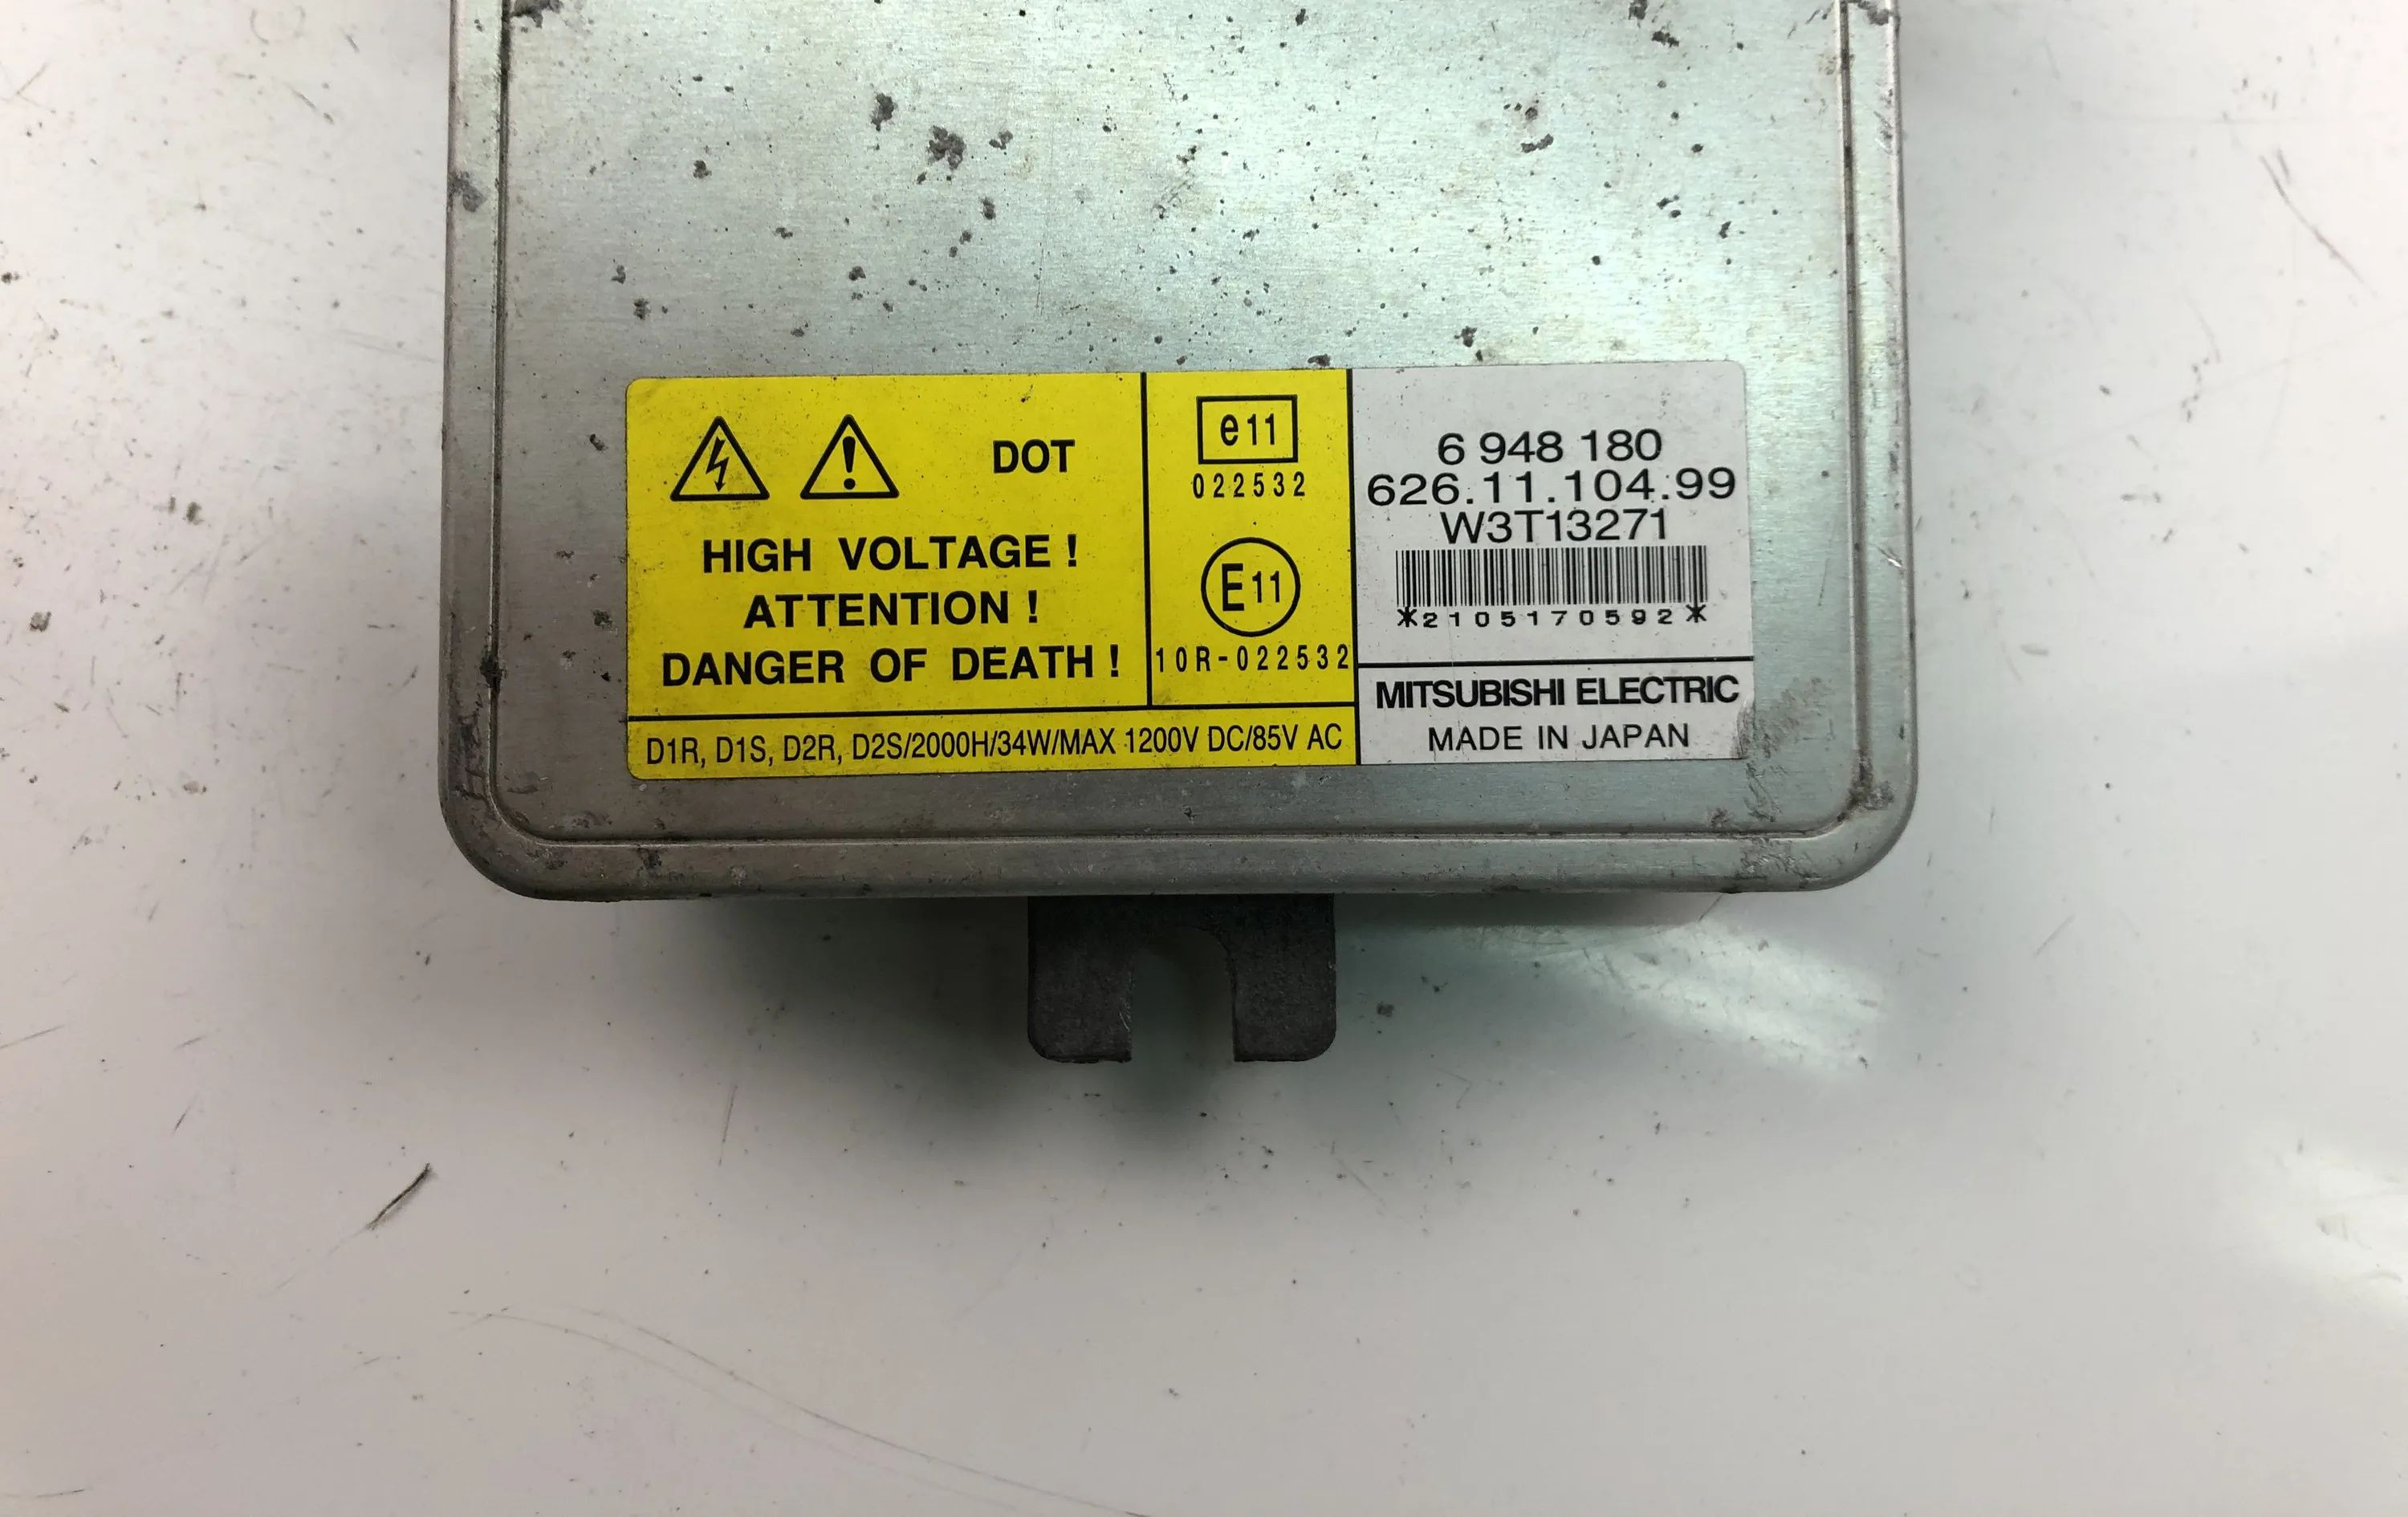 DOT
HIGH VOLTAGE !
ATTENTION !
DANGER OF DEATH !
e11
022532
E11
10R-022532
D1R, D1S, D2R, D2S/2000H/34W/MAX 1200V DC/85V AC
6 948 180
626.11.104.99
W3T13271
*2105170592*
MITSUBISHI ELECTRIC
MADE IN JAPAN